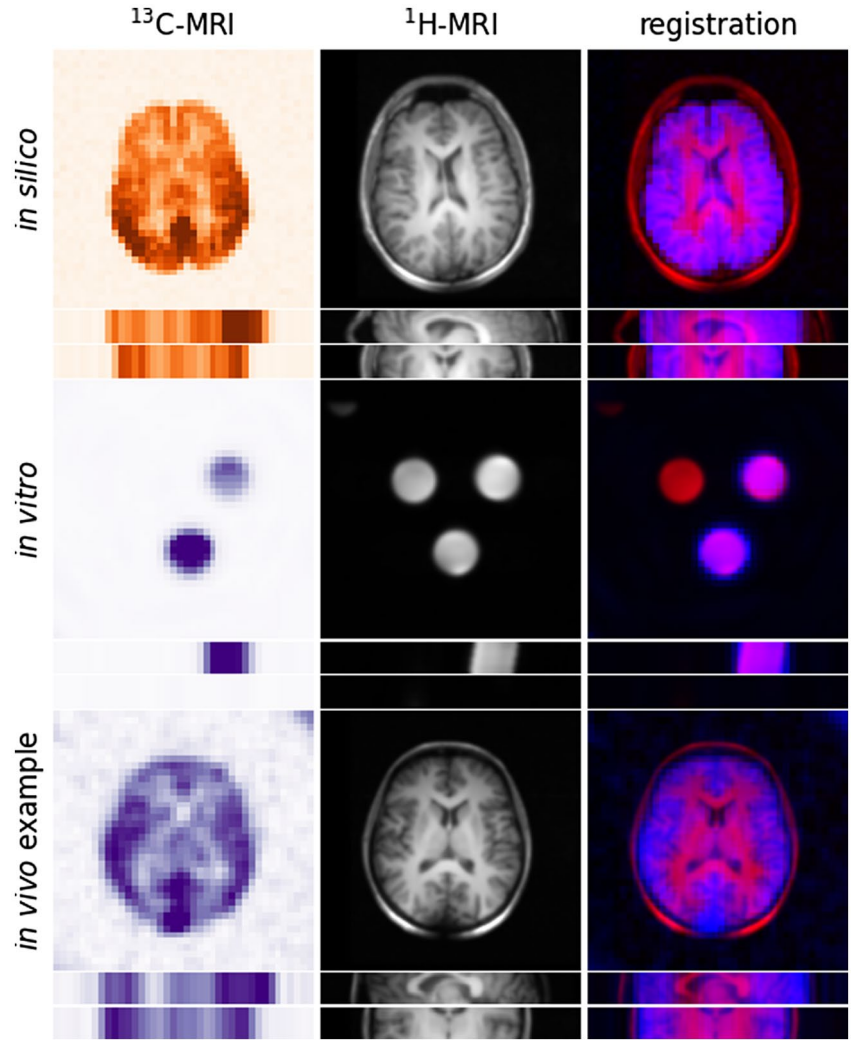 ¹³C-MRI ¹H-MRI registration
in silico
in vitro
in vivo example